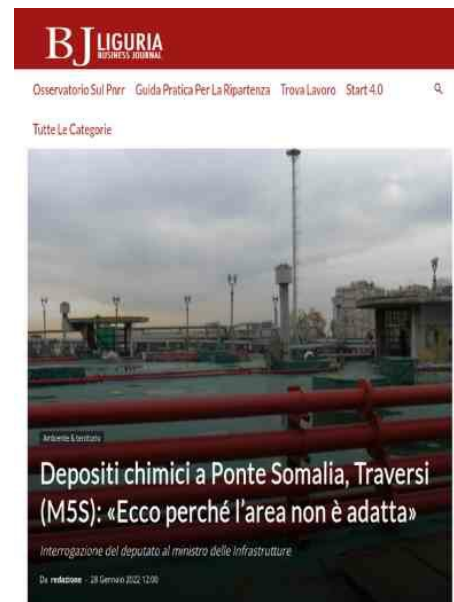 BJ LIGURIA
BUSINESS JOURNAL
Osservatorio Sul Pnrr Guida Pratica Per La Ripartenza Trova Lavoro Start 4.0
Tutte Le Categorie
Ambiente & territorio
Depositi chimici a Ponte Somalia, Traversi
(M5S): «Ecco perché l'area non è adatta»
Interrogazione del deputato al ministro delle Infrastrutture
Da redazione - 28 Gennaio 2022 12:00